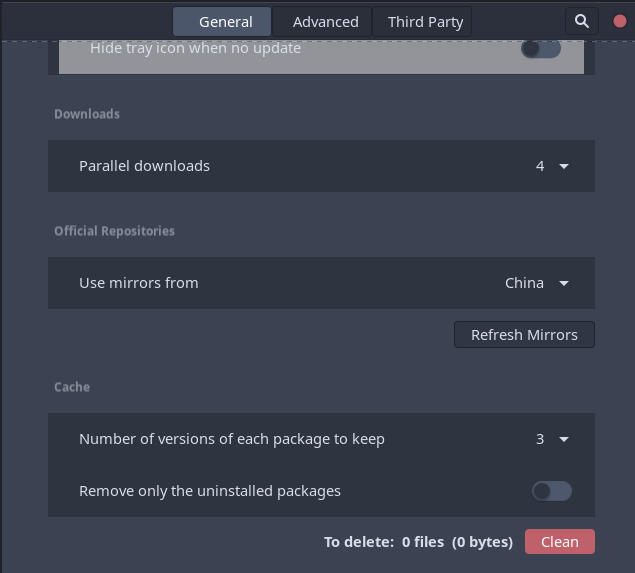 General Advanced Third Party
Hide tray icon when no update
Downloads
Parallel downloads 4
Official Repositories
Use mirrors from China
Refresh Mirrors
Cache
Number of versions of each package to keep 3
Remove only the uninstalled packages
To delete: 0 files (0 bytes) Clean